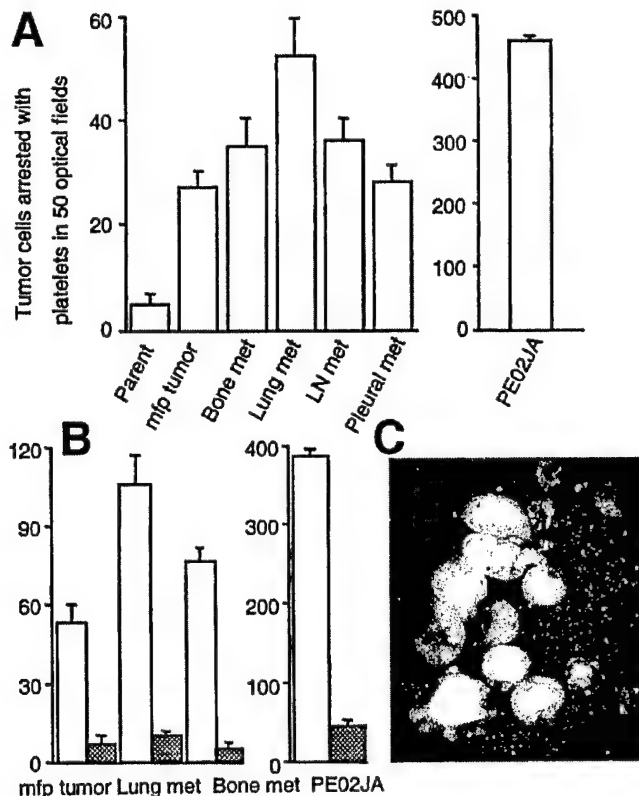 A
Tumor cells arrested with
platelets in 50 optical fields
60
40
20
0
Parent
mfp tumor
Bone met
Lung met
LN met
Pleural met
500
400
300
200
100
0
PE02JA
B
120
90
60
30
0
400
300
200
100
0
mfp tumor Lung met Bone met PE02JA
C